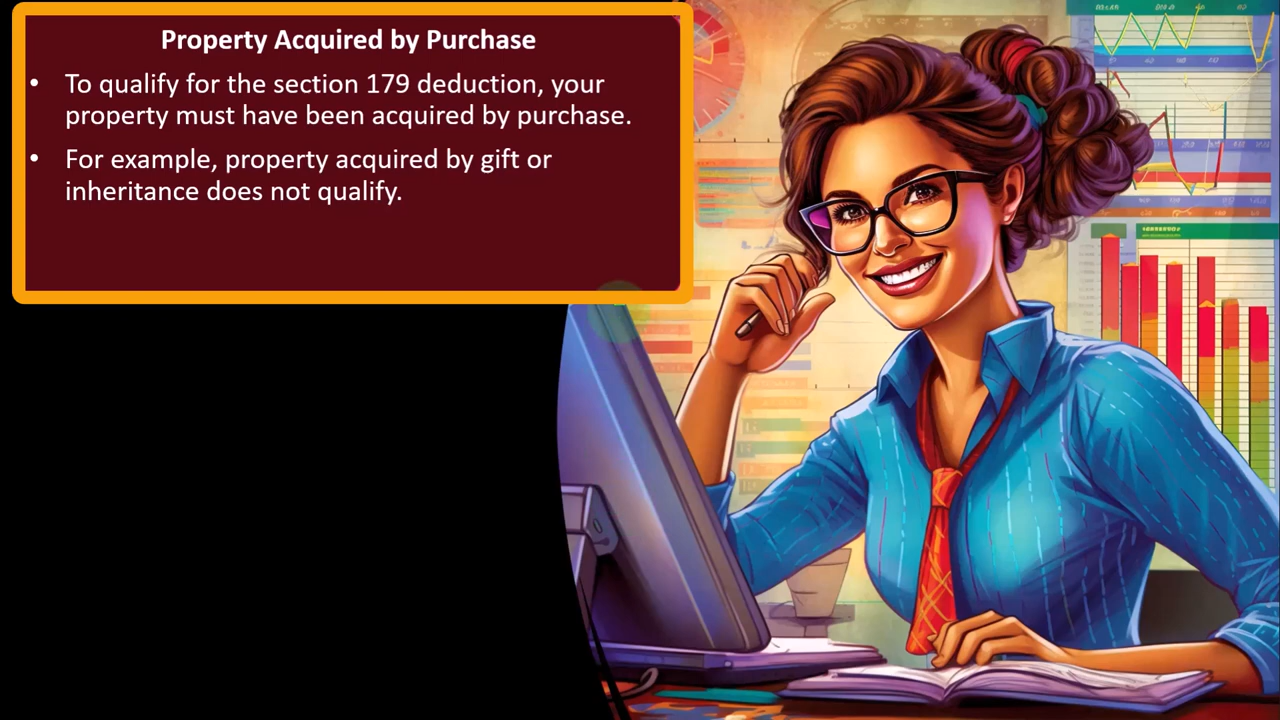 Property Acquired by Purchase
• To qualify for the section 179 deduction, your
property must have been acquired by purchase.
• For example, property acquired by gift or
inheritance does not qualify.